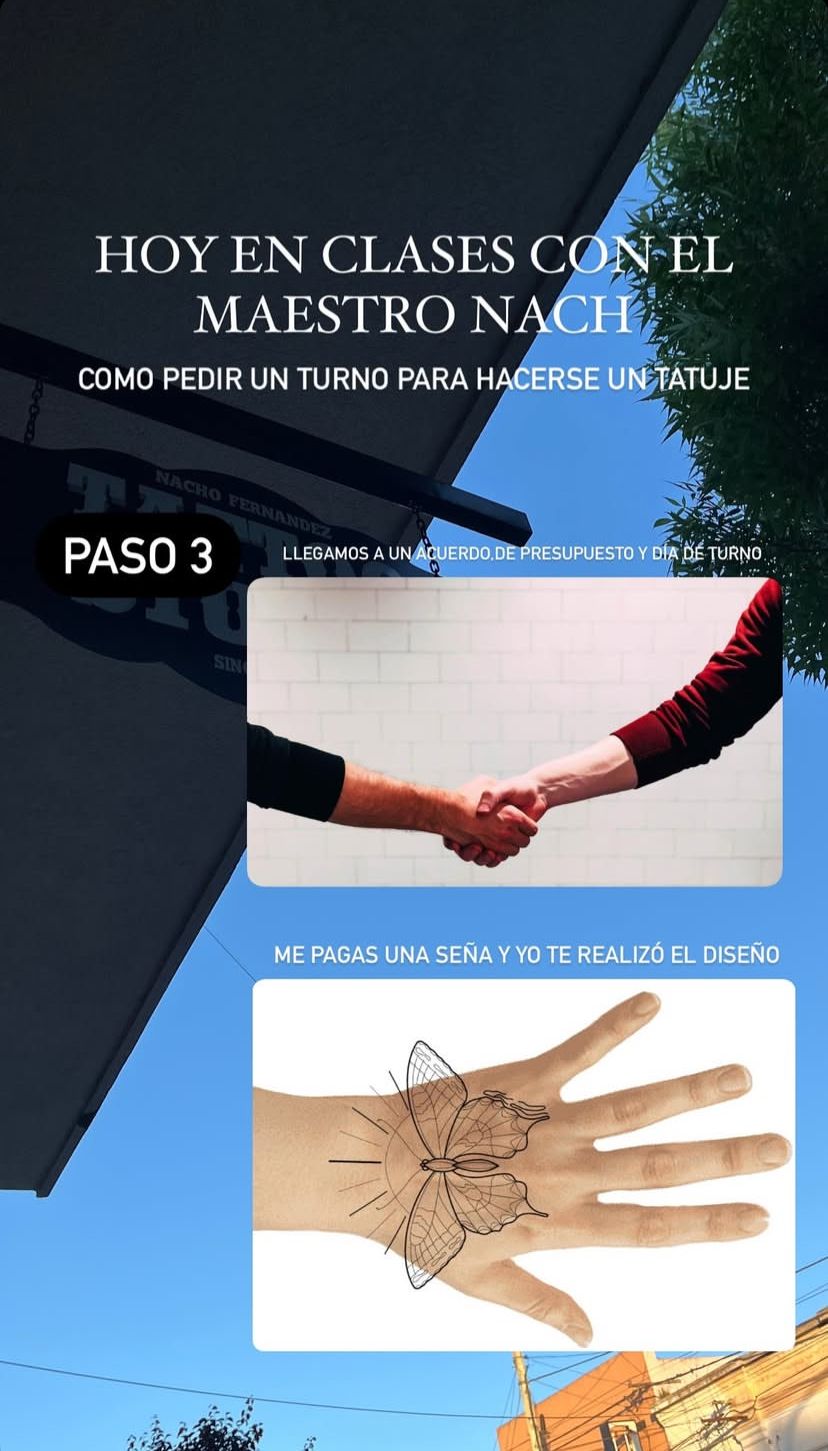 HOY EN CLASES CON EL
MAESTRO NACH
COMO PEDIR UN TURNO PARA HACERSE UN TATUJE
NACHO FERNANDEZ
PASO 3
LLEGAMOS A UN ACUERDO,DE PRESUPUESTO Y DÍA DE TURNO
ME PAGAS UNA SEÑA Y YO TE REALIZÓ EL DISEÑO